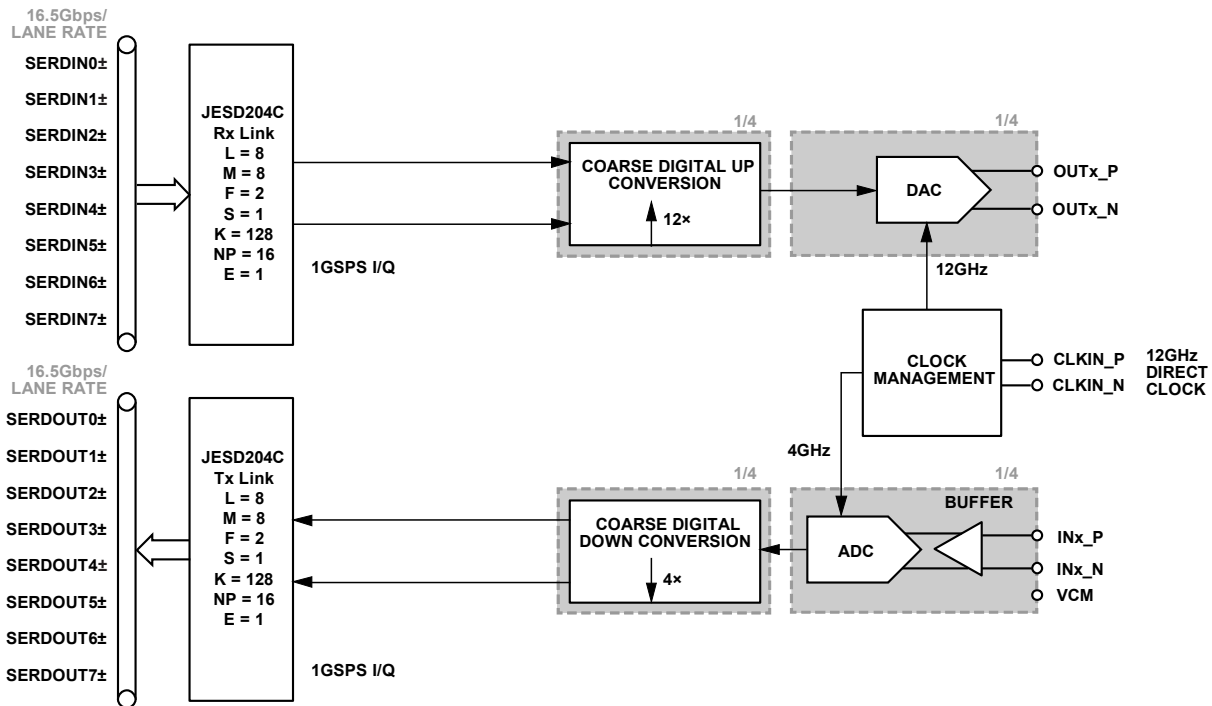 16.5Gbps/
LANE RATE
SERDIN0±
SERDIN1±
SERDIN2±
SERDIN3±
SERDIN4±
SERDIN5±
SERDIN6±
SERDIN7±
JESD204C
Rx Link
L = 8
M = 8
F = 2
S = 1
K = 128
NP = 16
E = 1
1GSPS I/Q
1/4
COARSE DIGITAL UP
CONVERSION
12×
1/4
DAC
OUTx_P
OUTx_N
12GHz
CLOCK
MANAGEMENT
CLKIN_P
CLKIN_N
12GHz
DIRECT
CLOCK
4GHz
16.5Gbps/
LANE RATE
SERDOUT0±
SERDOUT1±
SERDOUT2±
SERDOUT3±
SERDOUT4±
SERDOUT5±
SERDOUT6±
SERDOUT7±
JESD204C
Tx Link
L = 8
M = 8
F = 2
S = 1
K = 128
NP = 16
E = 1
1GSPS I/Q
1/4
COARSE DIGITAL
DOWN CONVERSION
4×
1/4
BUFFER
ADC
INx_P
INx_N
VCM